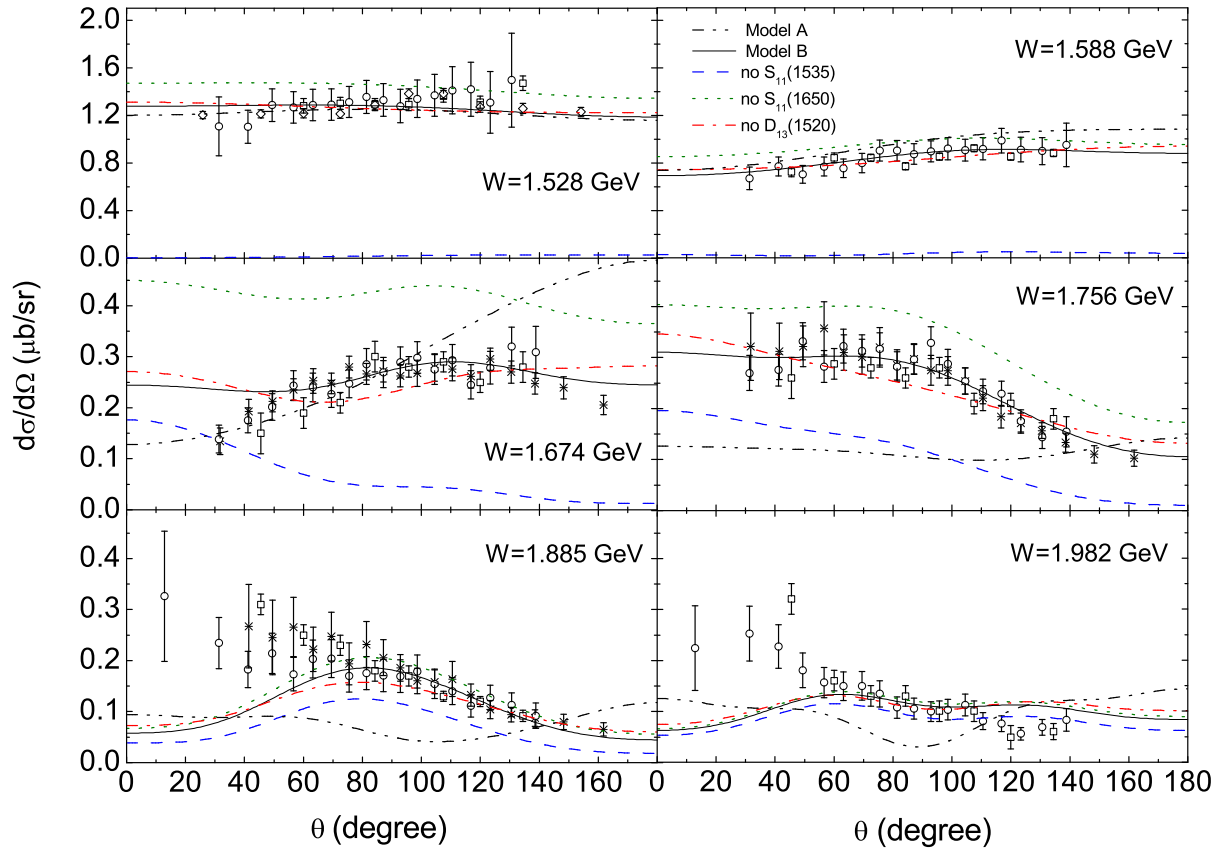 2.0
1.6
1.2
0.8
0.4
0.0
W=1.528 GeV
Model A
Model B
no S₁₁(1535)
no S₁₁(1650)
no D₁₃(1520)
W=1.588 GeV
dσ/dΩ (μb/sr)
0.4
0.3
0.2
0.1
0.0
W=1.674 GeV
W=1.756 GeV
0.4
0.3
0.2
0.1
0.0
W=1.885 GeV
W=1.982 GeV
0 20 40 60 80 100 120 140 160 0 20 40 60 80 100 120 140 160 180
θ (degree) θ (degree)